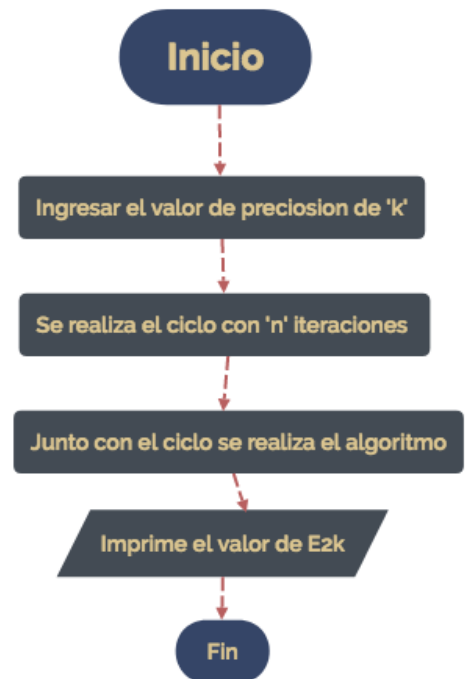 Inicio
Ingresar el valor de preciosion de 'k'
Se realiza el ciclo con 'n' iteraciones
Junto con el ciclo se realiza el algoritmo
Imprime el valor de E2k
Fin